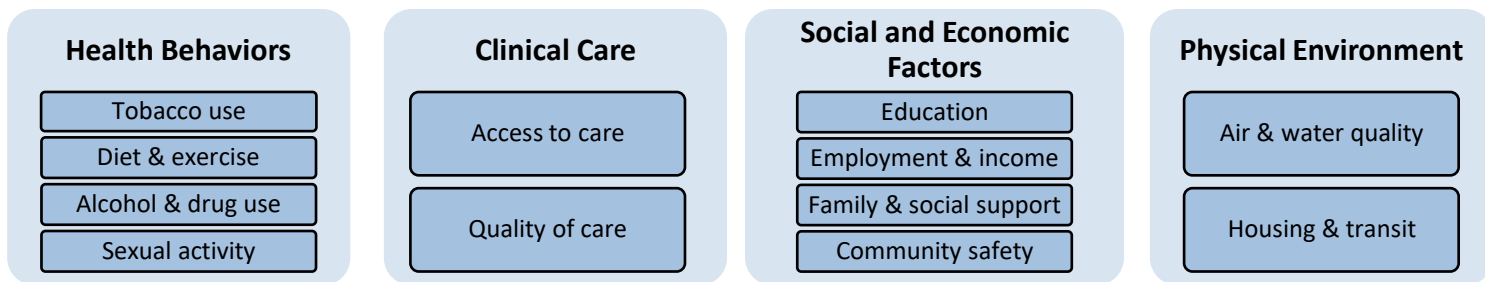 Health Behaviors
Tobacco use
Diet & exercise
Alcohol & drug use
Sexual activity
Clinical Care
Access to care
Quality of care
Social and Economic
Factors
Education
Employment & income
Family & social support
Community safety
Physical Environment
Air & water quality
Housing & transit